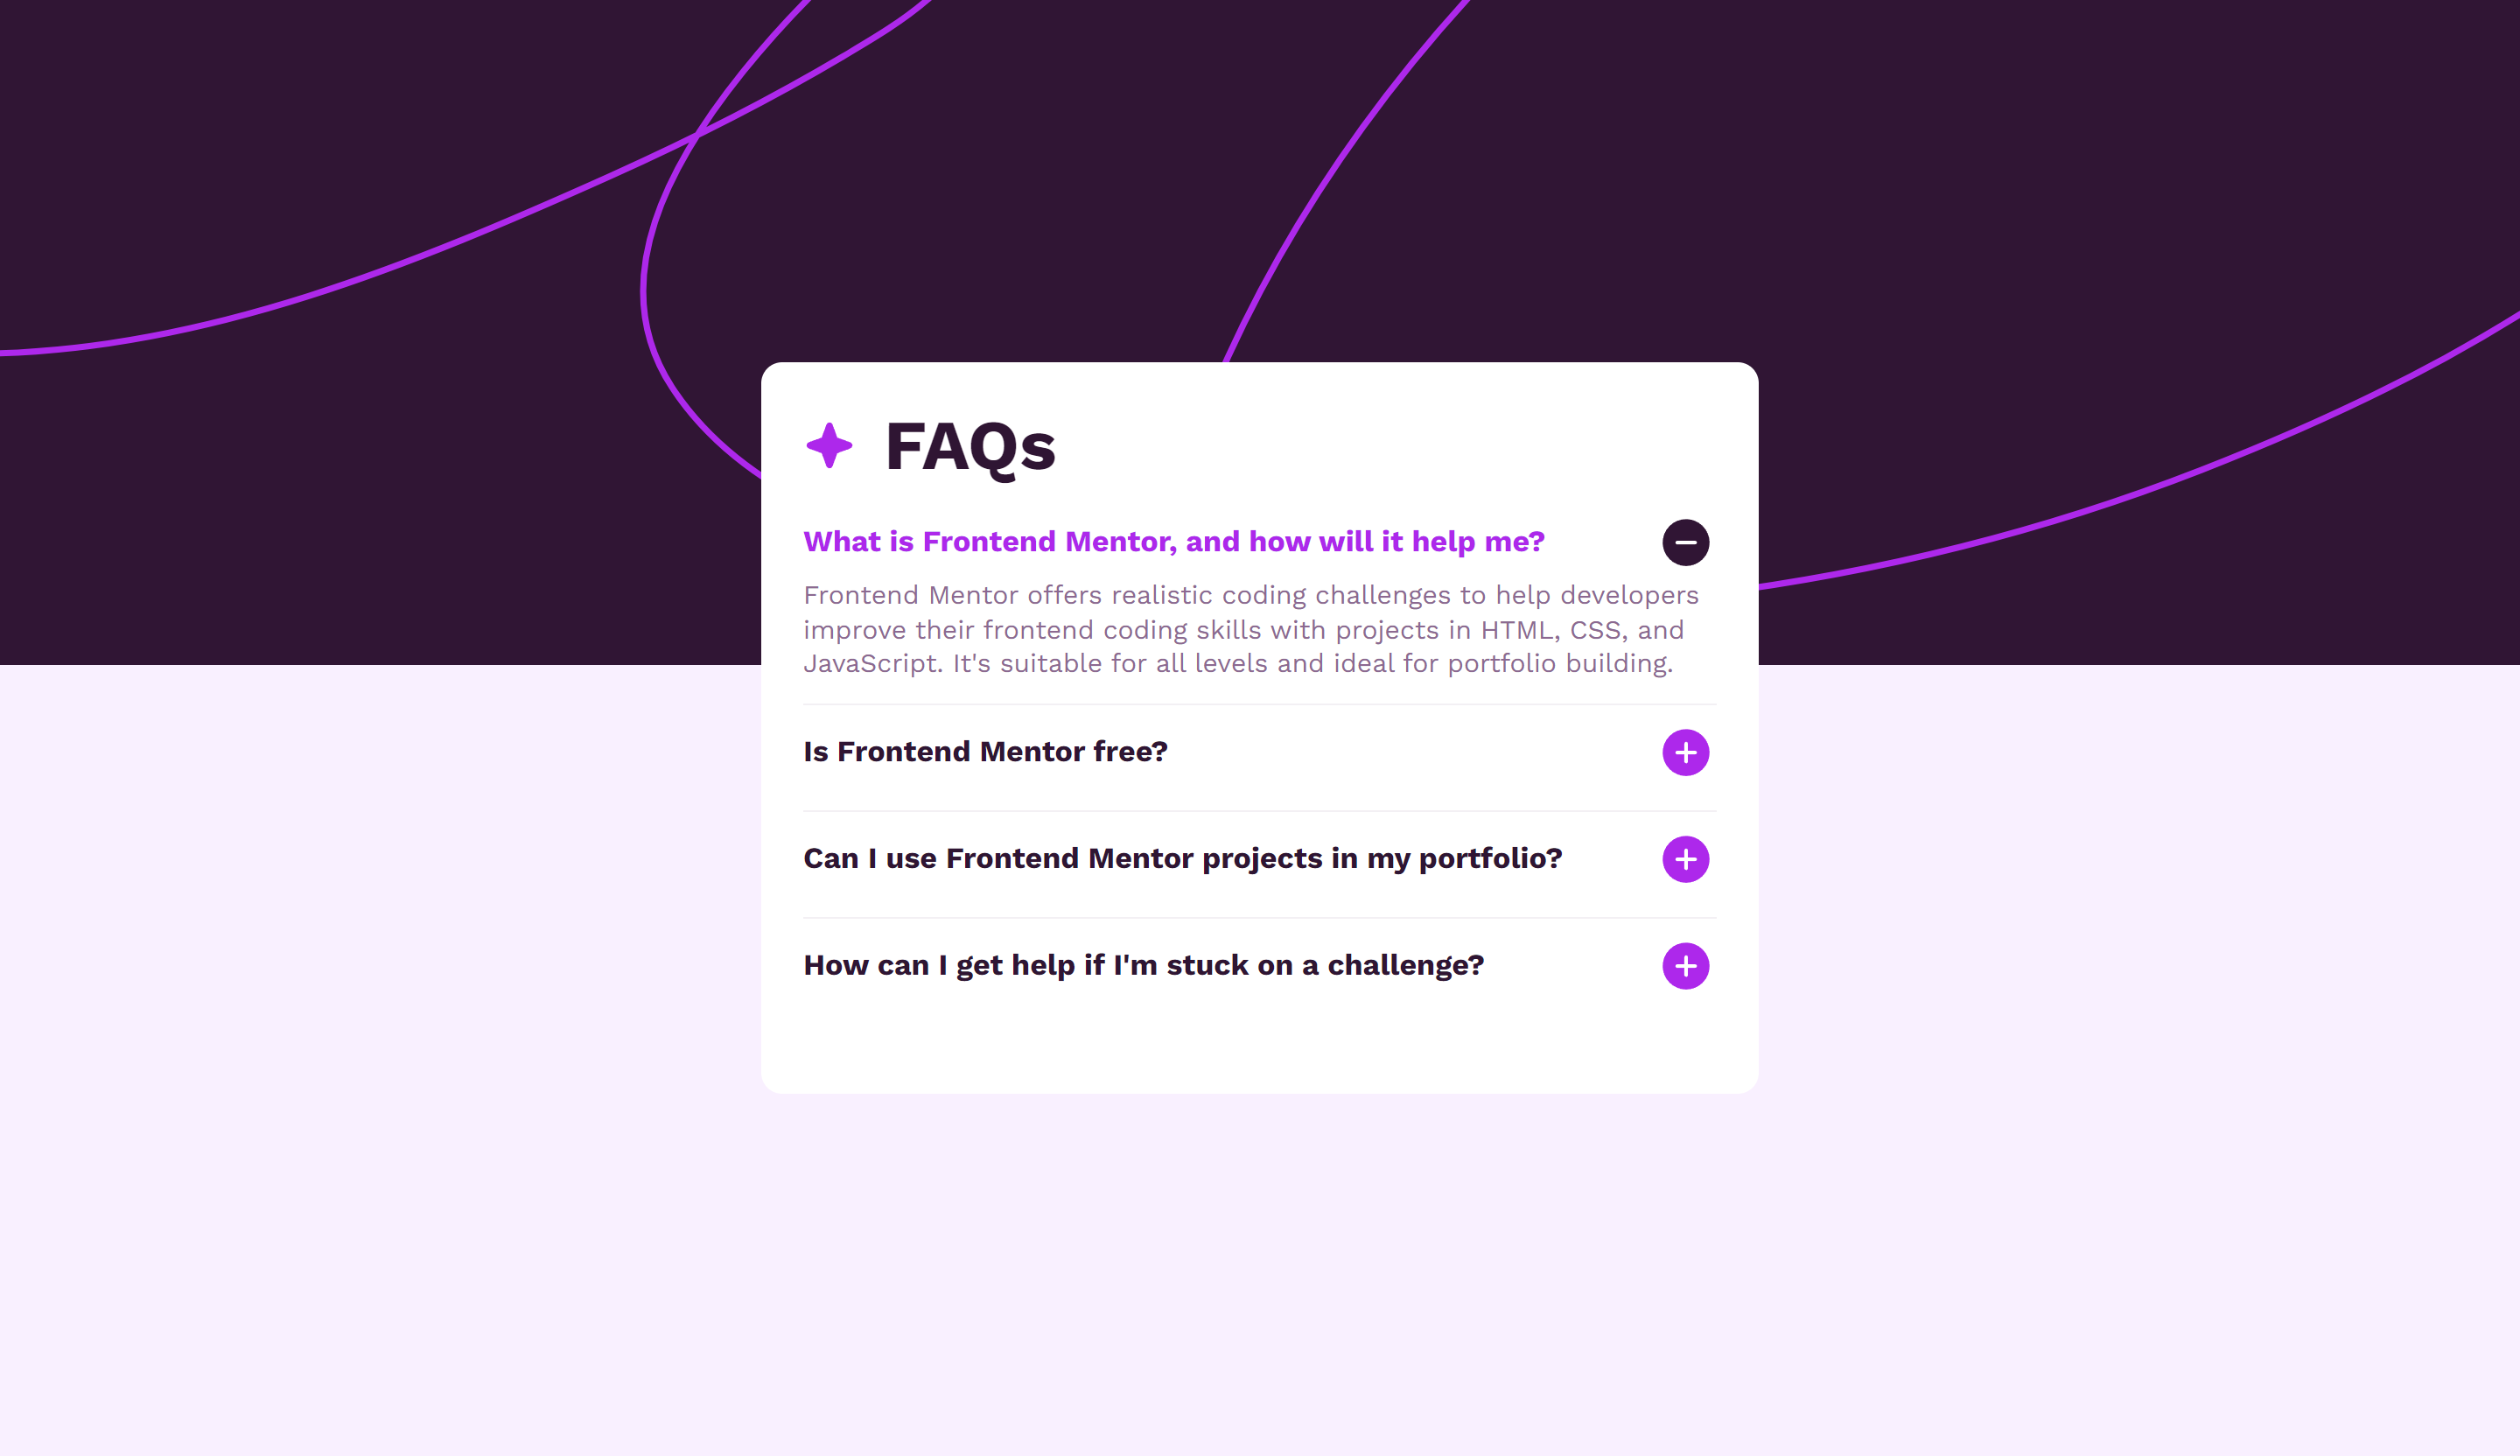 FAQs
What is Frontend Mentor, and how will it help me?
Frontend Mentor offers realistic coding challenges to help developers
improve their frontend coding skills with projects in HTML, CSS, and
JavaScript. It's suitable for all levels and ideal for portfolio building.
Is Frontend Mentor free?
Can I use Frontend Mentor projects in my portfolio?
How can I get help if I'm stuck on a challenge?